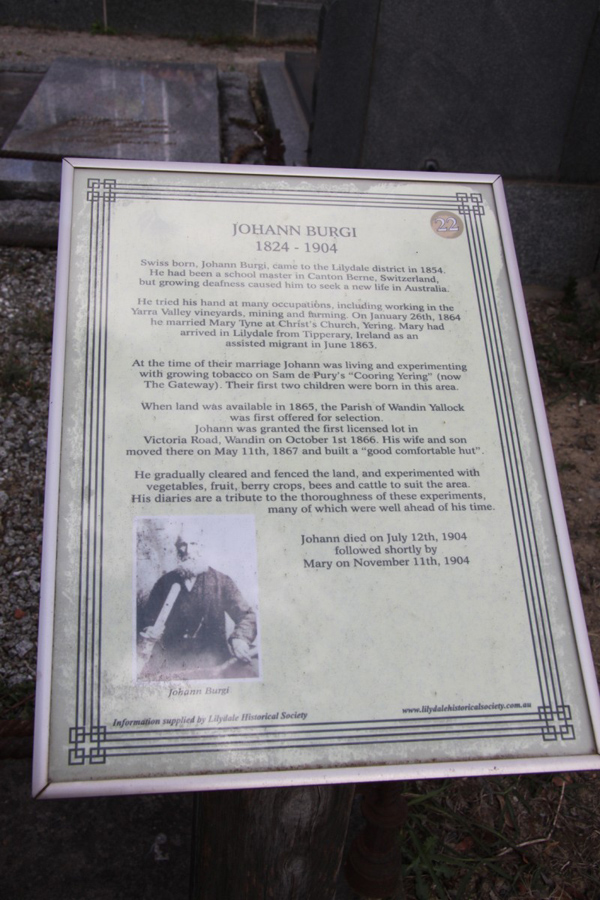 22
JOHANN BURGI
1824 - 1904
Swiss born, Johann Burgi, came to the Lilydale district in 1854.
He had been a school master in Canton Berne, Switzerland,
but growing deafness caused him to seek a new life in Australia.
He tried his hand at many occupations, including working in the
Yarra Valley vineyards, mining and farming. On January 26th, 1864
he married Mary Tyne at Christ's Church, Yering. Mary had
arrived in Lilydale from Tipperary, Ireland as an
assisted migrant in June 1863.
At the time of their marriage Johann was living and experimenting
with growing tobacco on Sam de Pury's "Cooring Yering" (now
The Gateway). Their first two children were born in this area.
When land was available in 1865, the Parish of Wandin Yallock
was first offered for selection.
Johann was granted the first licensed lot in
Victoria Road, Wandin on October 1st 1866. His wife and son
moved there on May 11th, 1867 and built a "good comfortable hut".
He gradually cleared and fenced the land, and experimented with
vegetables, fruit, berry crops, bees and cattle to suit the area.
His diaries are a tribute to the thoroughness of these experiments,
many of which were well ahead of his time.
Johann died on July 12th, 1904
followed shortly by
Mary on November 11th, 1904
Johann Burgi
Information supplied by Lilydale Historical Society
www.lilydalehistoricalsociety.com.au